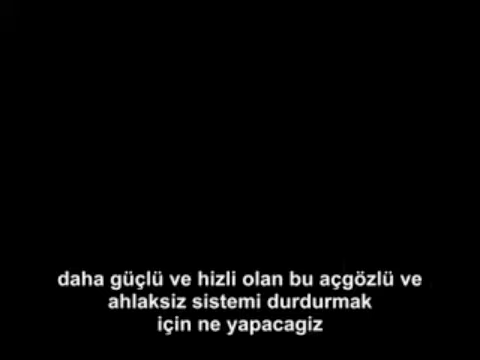 daha güçlü ve hizli olan bu açgözlü ve
ahlaksiz sistemi durdurmak
için ne yapacagiz